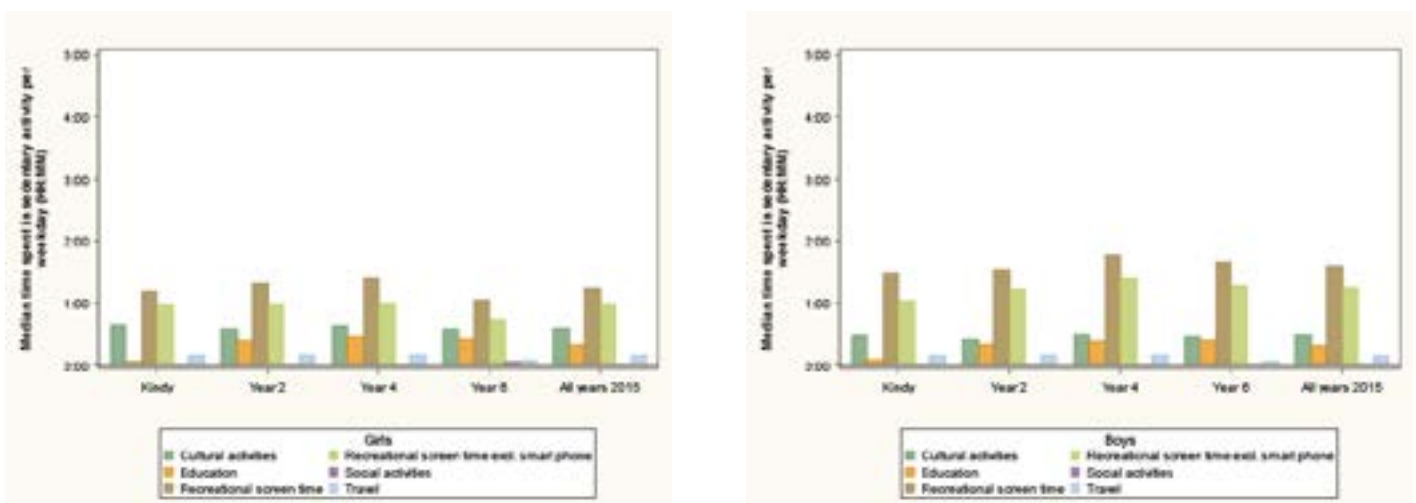 Median time spent in sedentary activity per
weekday (HH:MM)
5:00
4:00
3:00
2:00
1:00
Kindy
Year 2
Year 4
Year 6
All years 2015
Girls
Cultural activities
Recreational screen time excl. smart phone
Education
Social activities
Recreational screen time
Travel
Median time spent in sedentary activity per
weekday (HH:MM)
5:00
4:00
3:00
2:00
1:00
Kindy
Year 2
Year 4
Year 6
All years 2015
Boys
Cultural activities
Recreational screen time excl. smart phone
Education
Social activities
Recreational screen time
Travel